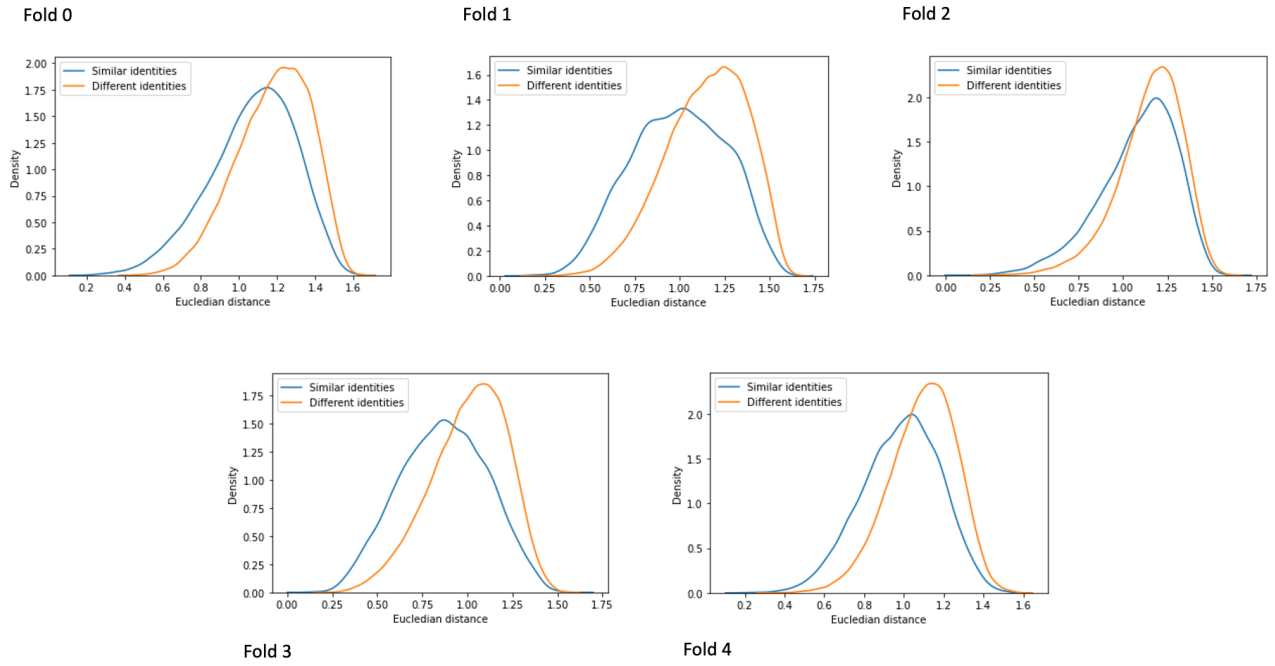 Fold 0
Fold 1
Fold 2
Similar identities
Different identities
2.00
1.75
1.50
1.25
1.00
0.75
0.50
0.25
0.00
Density
0.2 0.4 0.6 0.8 1.0 1.2 1.4 1.6
Eucledian distance
Similar identities
Different identities
1.6
1.4
1.2
1.0
0.8
0.6
0.4
0.2
0.0
Density
0.00 0.25 0.50 0.75 1.00 1.25 1.50 1.75
Eucledian distance
Similar identities
Different identities
2.0
1.5
1.0
0.5
0.0
Density
0.00 0.25 0.50 0.75 1.00 1.25 1.50 1.75
Eucledian distance
Similar identities
Different identities
1.75
1.50
1.25
1.00
0.75
0.50
0.25
0.00
Density
0.00 0.25 0.50 0.75 1.00 1.25 1.50 1.75
Eucledian distance
Similar identities
Different identities
2.0
1.5
1.0
0.5
0.0
Density
0.2 0.4 0.6 0.8 1.0 1.2 1.4 1.6
Eucledian distance
Fold 3
Fold 4